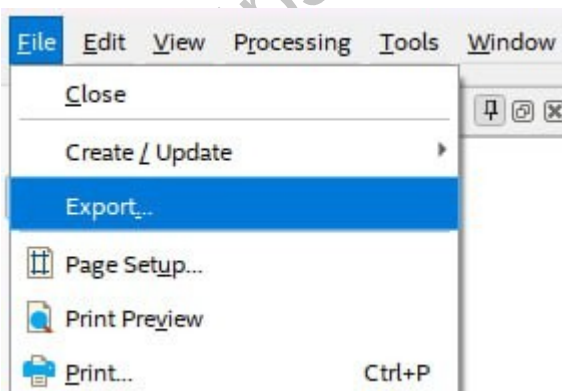 File Edit View Processing Tools Window
Close
Create / Update
Export...
Page Setup...
Print Preview
Print... Ctrl+P